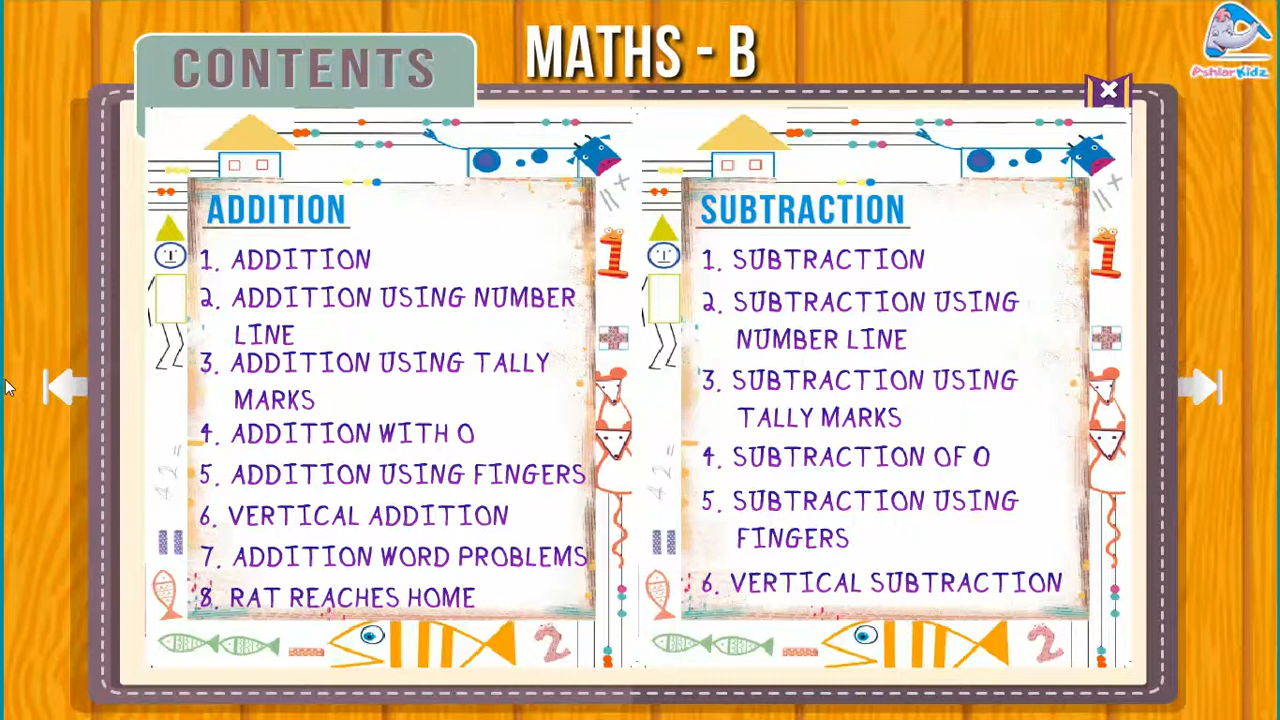 MATHS - B
CONTENTS
AshlarKidz
ADDITION
1. ADDITION
2. ADDITION USING NUMBER
LINE
3. ADDITION USING TALLY
MARKS
4. ADDITION WITH 0
5. ADDITION USING FINGERS
6. VERTICAL ADDITION
7. ADDITION WORD PROBLEMS
8. RAT REACHES HOME
SUBTRACTION
1. SUBTRACTION
2. SUBTRACTION USING
NUMBER LINE
3. SUBTRACTION USING
TALLY MARKS
4. SUBTRACTION OF 0
5. SUBTRACTION USING
FINGERS
6. VERTICAL SUBTRACTION